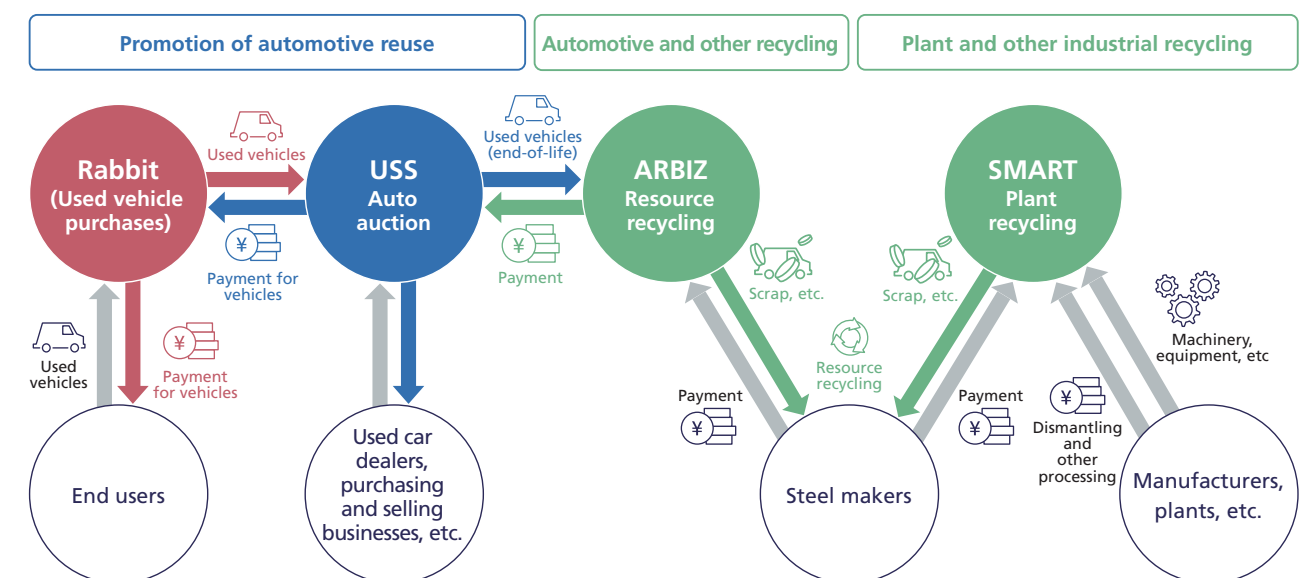 Promotion of automotive reuse
Automotive and other recycling
Plant and other industrial recycling
Rabbit
(Used vehicle
purchases)
Used vehicles
¥
Payment for
vehicles
USS
Auto
auction
Used vehicles
(end-of-life)
¥
Payment
ARBIZ
Resource
recycling
SMART
Plant
recycling
Used
vehicles
¥
Payment
for vehicles
Scrap, etc.
Scrap, etc.
Resource
recycling
Payment
¥
Payment
¥
¥
Dismantling
and
other
processing
Machinery,
equipment, etc
End users
Used car
dealers,
purchasing
and selling
businesses, etc.
Steel makers
Manufacturers,
plants, etc.